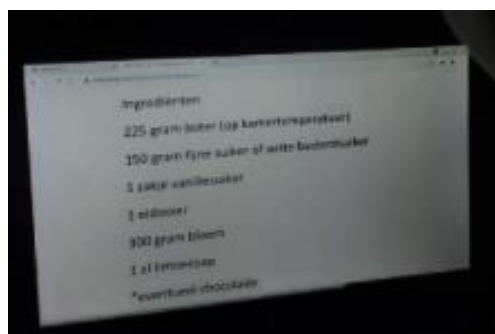 Ingrediënten
225 gram boter (op kamertemperatuur)
150 gram fijne suiker of witte basterdsuiker
1 zakje vanillesuiker
1 eidooier
300 gram bloem
1 el limoensap
*eventueel chocolade